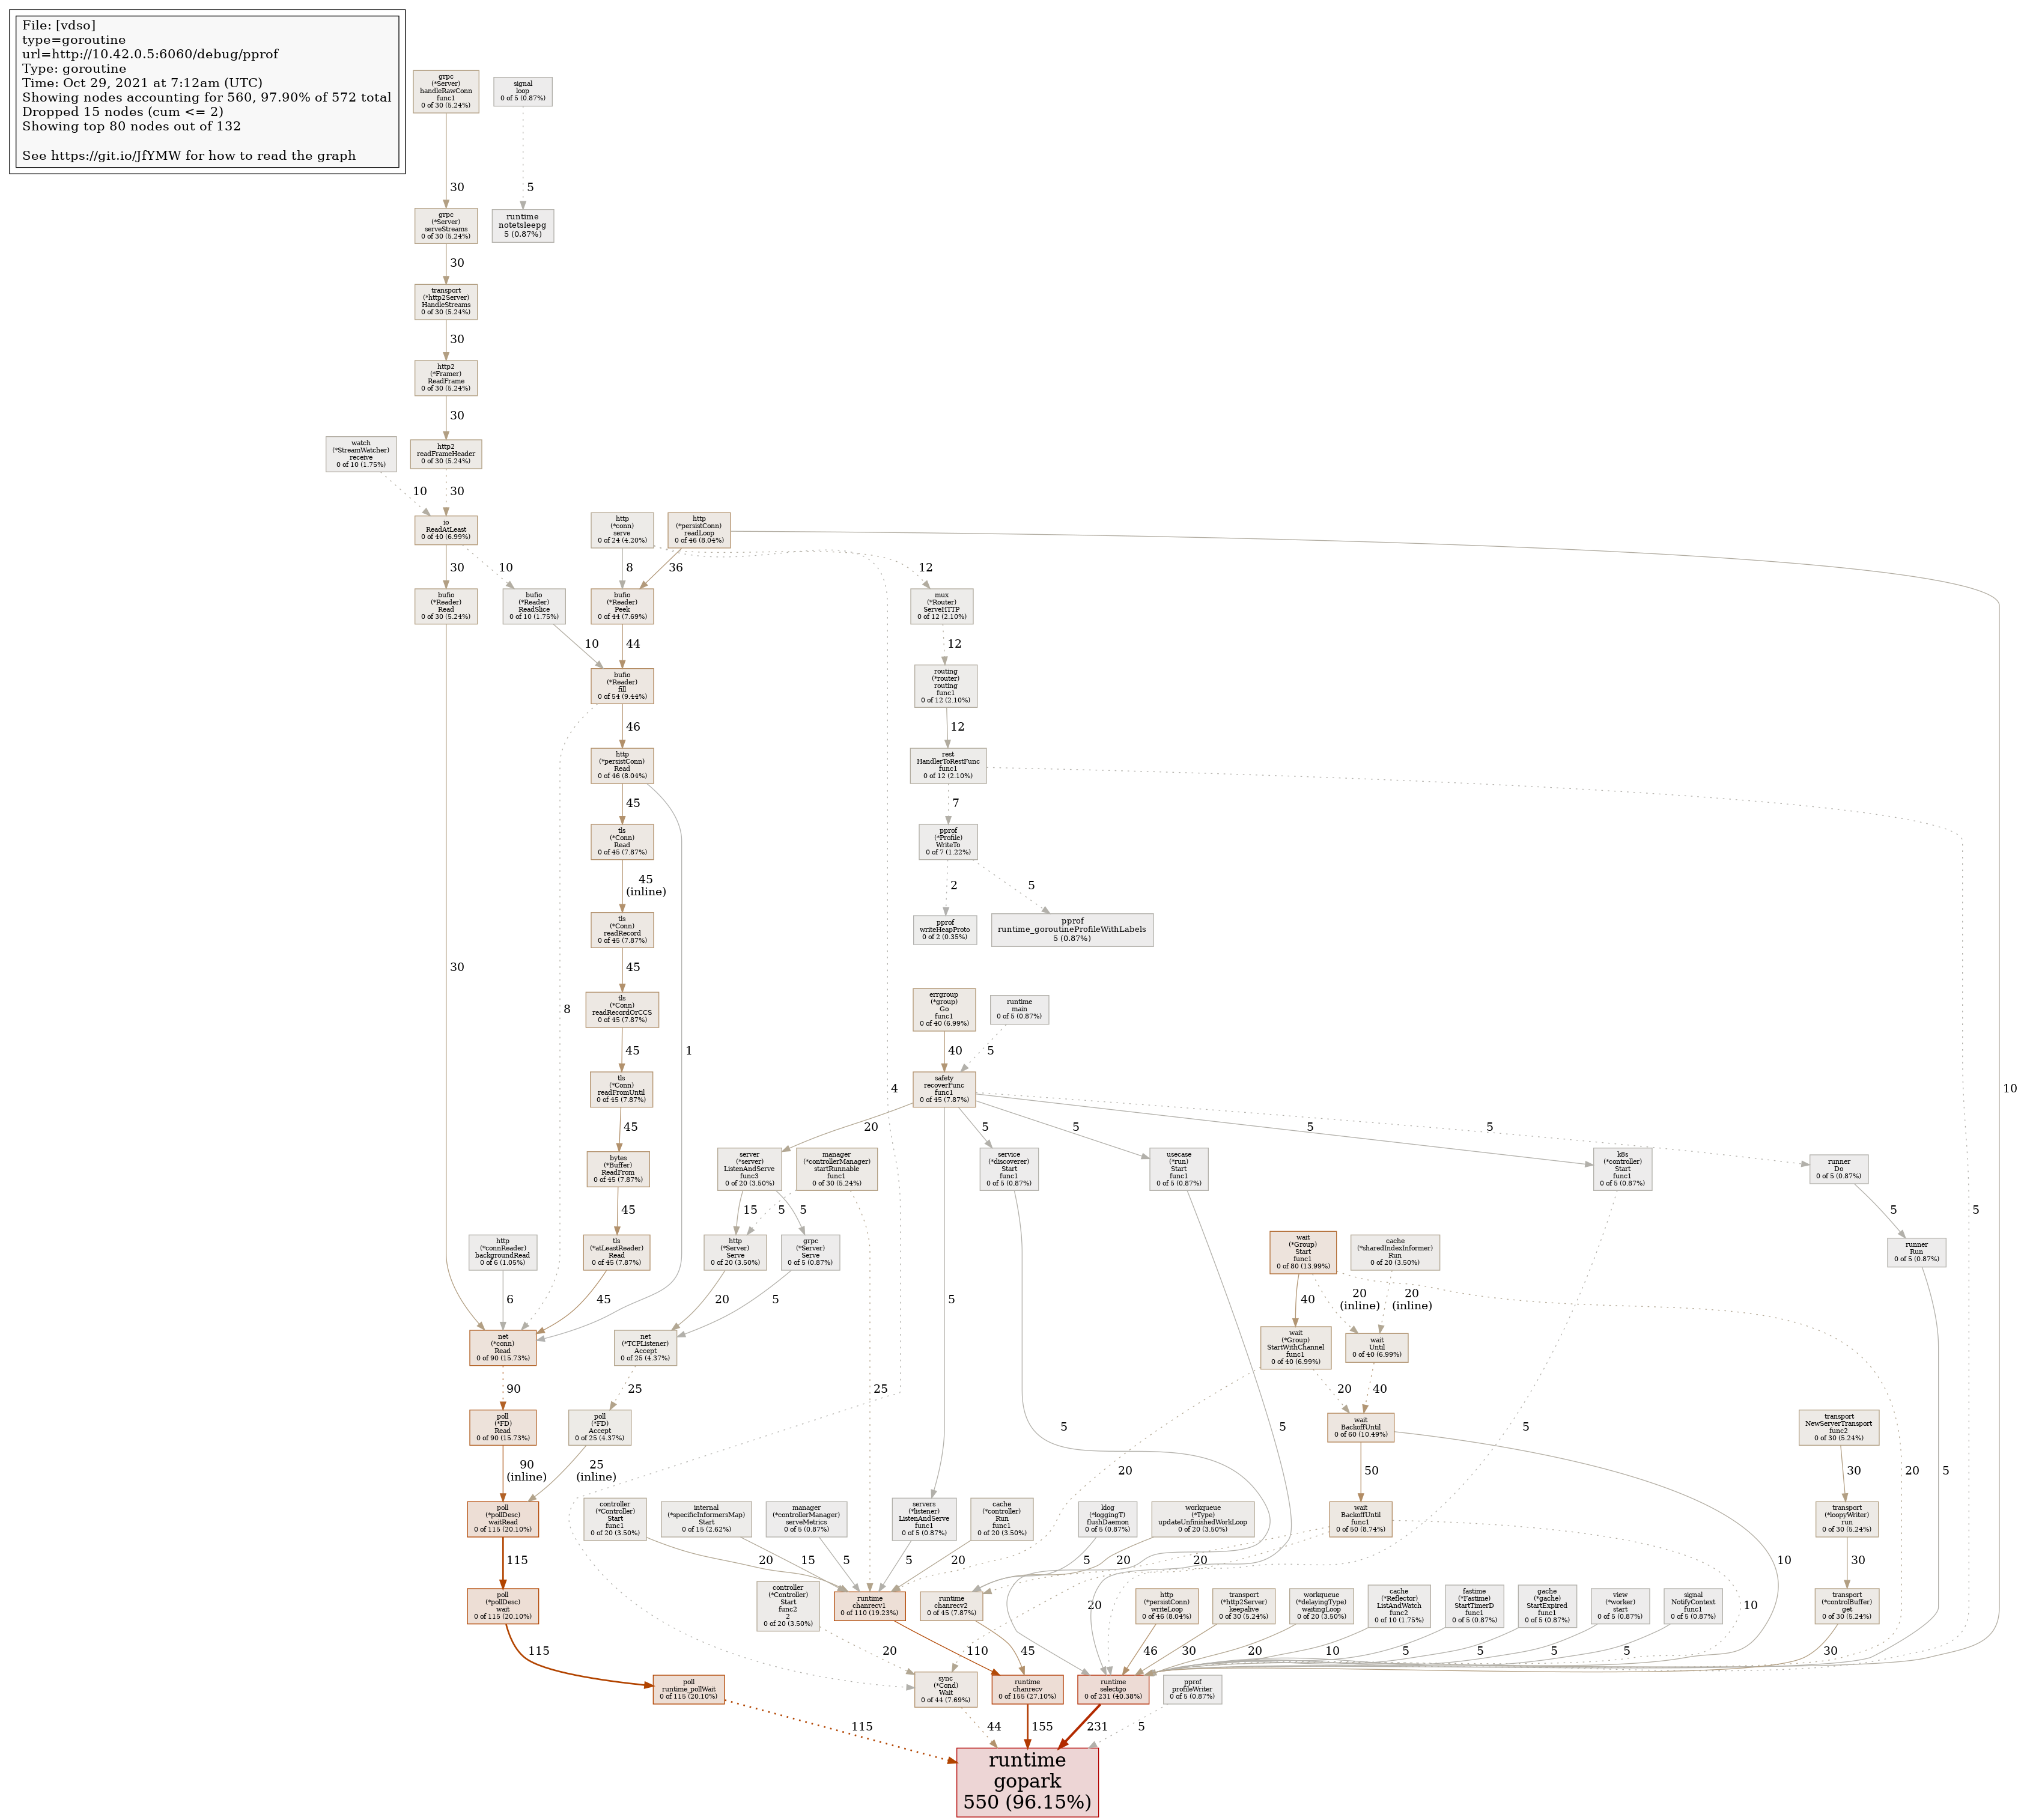 File: [vdso]
type=goroutine
url=http://10.42.0.5:6060/debug/pprof
Type: goroutine
Time: Oct 29, 2021 at 7:12am (UTC)
Showing nodes accounting for 560, 97.90% of 572 total
Dropped 15 nodes (cum <= 2)
Showing top 80 nodes out of 132
See https://git.io/JfYMW for how to read the graph
grpc
(*Server)
handleRawConn
func1
0 of 30 (5.24%)
signal
loop
0 of 5 (0.87%)
30
5
grpc
(*Server)
serveStreams
0 of 30 (5.24%)
runtime
notetsleepg
5 (0.87%)
30
transport
(*http2Server)
HandleStreams
0 of 30 (5.24%)
30
http2
(*Framer)
ReadFrame
0 of 30 (5.24%)
30
watch
(*StreamWatcher)
receive
0 of 10 (1.75%)
http2
readFrameHeader
0 of 30 (5.24%)
10
30
io
ReadAtLeast
0 of 40 (6.99%)
http
(*conn)
serve
0 of 24 (4.20%)
http
(*persistConn)
readLoop
0 of 46 (8.04%)
30
10
8
36
12
bufio
(*Reader)
Read
0 of 30 (5.24%)
bufio
(*Reader)
ReadSlice
0 of 10 (1.75%)
bufio
(*Reader)
Peek
0 of 44 (7.69%)
mux
(*Router)
ServeHTTP
0 of 12 (2.10%)
10
44
12
bufio
(*Reader)
fill
0 of 54 (9.44%)
routing
(*router)
routing
func1
0 of 12 (2.10%)
46
12
http
(*persistConn)
Read
0 of 46 (8.04%)
rest
HandlerToRestFunc
func1
0 of 12 (2.10%)
45
7
tls
(*Conn)
Read
0 of 45 (7.87%)
pprof
(*Profile)
WriteTo
0 of 7 (1.22%)
45
(inline)
2
5
tls
(*Conn)
readRecord
0 of 45 (7.87%)
pprof
writeHeapProto
0 of 2 (0.35%)
pprof
runtime_goroutineProfileWithLabels
5 (0.87%)
30
45
8
tls
(*Conn)
readRecordOrCCS
0 of 45 (7.87%)
errgroup
(*group)
Go
func1
0 of 40 (6.99%)
runtime
main
0 of 5 (0.87%)
45
1
40
5
4
10
tls
(*Conn)
readFromUntil
0 of 45 (7.87%)
safety
recoverFunc
func1
0 of 45 (7.87%)
45
20
5
5
5
5
bytes
(*Buffer)
ReadFrom
0 of 45 (7.87%)
server
(*server)
ListenAndServe
func3
0 of 20 (3.50%)
manager
(*controllerManager)
startRunnable
func1
0 of 30 (5.24%)
service
(*discoverer)
Start
func1
0 of 5 (0.87%)
usecase
(*run)
Start
func1
0 of 5 (0.87%)
k8s
(*controller)
Start
func1
0 of 5 (0.87%)
runner
Do
0 of 5 (0.87%)
45
15
5
5
5
5
http
(*connReader)
backgroundRead
0 of 6 (1.05%)
tls
(*atLeastReader)
Read
0 of 45 (7.87%)
http
(*Server)
Serve
0 of 20 (3.50%)
grpc
(*Server)
Serve
0 of 5 (0.87%)
wait
(*Group)
Start
func1
0 of 80 (13.99%)
cache
(*sharedIndexInformer)
Run
0 of 20 (3.50%)
runner
Run
0 of 5 (0.87%)
6
45
20
5
5
40
20
(inline)
20
(inline)
net
(*conn)
Read
0 of 90 (15.73%)
net
(*TCPListener)
Accept
0 of 25 (4.37%)
wait
(*Group)
StartWithChannel
func1
0 of 40 (6.99%)
wait
Until
0 of 40 (6.99%)
90
25
25
20
40
poll
(*FD)
Read
0 of 90 (15.73%)
poll
(*FD)
Accept
0 of 25 (4.37%)
5
5
wait
BackoffUntil
0 of 60 (10.49%)
5
transport
NewServerTransport
func2
0 of 30 (5.24%)
90
(inline)
25
(inline)
20
50
30
20
5
poll
(*pollDesc)
waitRead
0 of 115 (20.10%)
controller
(*Controller)
Start
func1
0 of 20 (3.50%)
internal
(*specificInformersMap)
Start
0 of 15 (2.62%)
manager
(*controllerManager)
serveMetrics
0 of 5 (0.87%)
servers
(*listener)
ListenAndServe
func1
0 of 5 (0.87%)
cache
(*controller)
Run
func1
0 of 20 (3.50%)
klog
(*loggingT)
flushDaemon
0 of 5 (0.87%)
workqueue
(*Type)
updateUnfinishedWorkLoop
0 of 20 (3.50%)
wait
BackoffUntil
func1
0 of 50 (8.74%)
transport
(*loopyWriter)
run
0 of 30 (5.24%)
115
20
15
5
5
20
5
20
20
10
30
poll
(*pollDesc)
wait
0 of 115 (20.10%)
controller
(*Controller)
Start
func2
2
0 of 20 (3.50%)
runtime
chanrecv1
0 of 110 (19.23%)
runtime
chanrecv2
0 of 45 (7.87%)
20
http
(*persistConn)
writeLoop
0 of 46 (8.04%)
transport
(*http2Server)
keepalive
0 of 30 (5.24%)
workqueue
(*delayingType)
waitingLoop
0 of 20 (3.50%)
cache
(*Reflector)
ListAndWatch
func2
0 of 10 (1.75%)
fastime
(*Fastime)
StartTimerD
func1
0 of 5 (0.87%)
gache
(*gache)
StartExpired
func1
0 of 5 (0.87%)
view
(*worker)
start
0 of 5 (0.87%)
signal
NotifyContext
func1
0 of 5 (0.87%)
10
transport
(*controlBuffer)
get
0 of 30 (5.24%)
115
20
110
45
46
30
20
10
5
5
5
5
30
poll
runtime_pollWait
0 of 115 (20.10%)
sync
(*Cond)
Wait
0 of 44 (7.69%)
runtime
chanrecv
0 of 155 (27.10%)
runtime
selectgo
0 of 231 (40.38%)
pprof
profileWriter
0 of 5 (0.87%)
115
44
155
231
5
runtime
gopark
550 (96.15%)